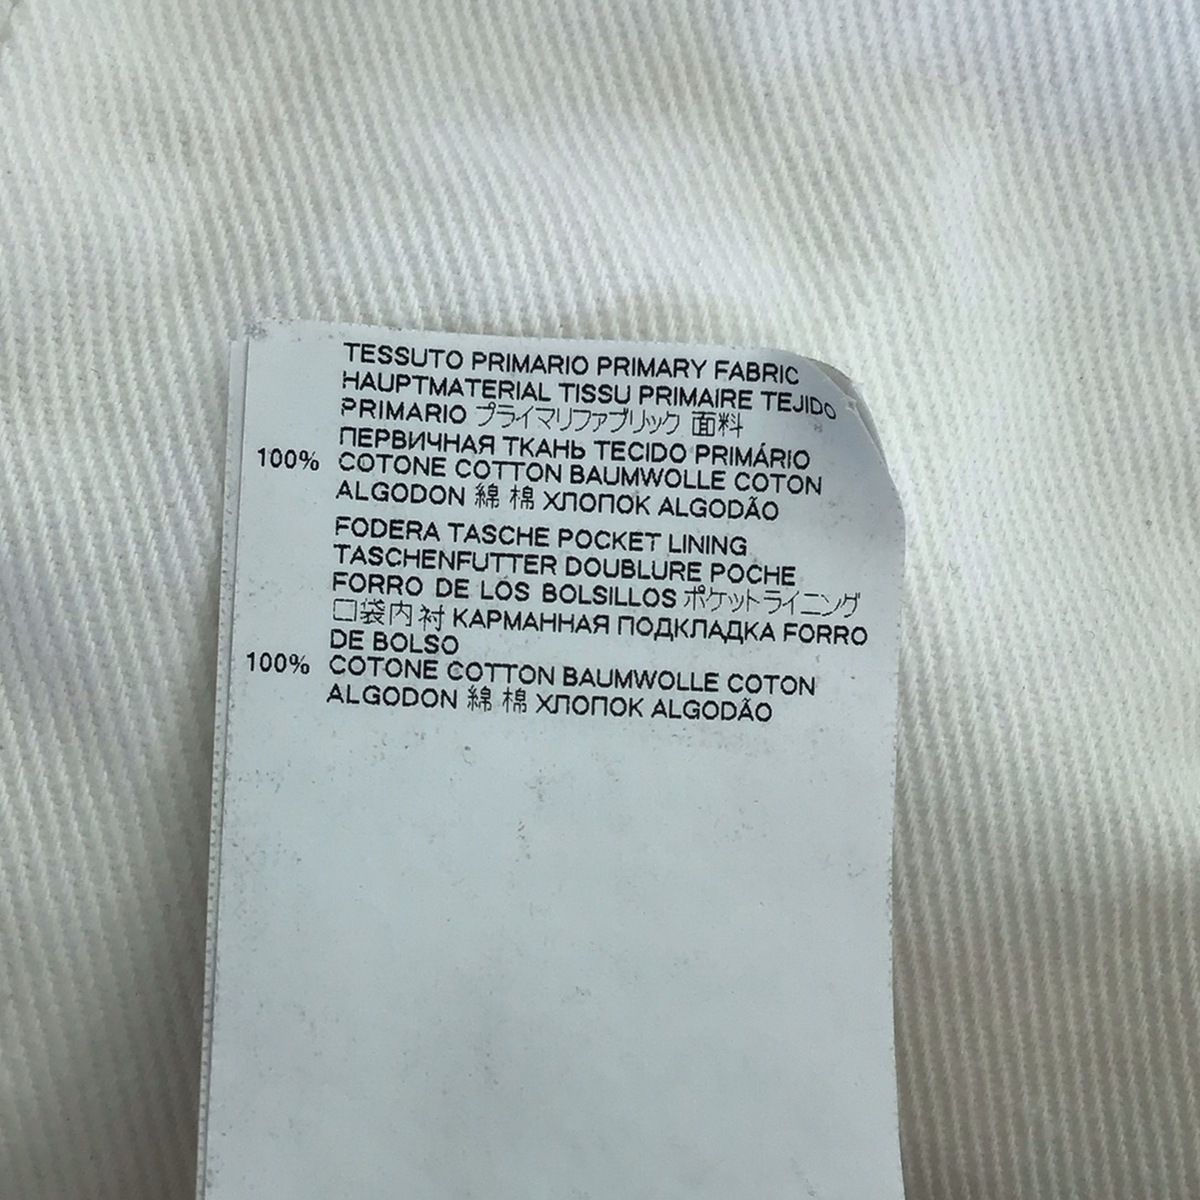 TESSUTO PRIMARIO PRIMARY FABRIC
HAUPTMATERIAL TISSU PRIMAIRE TEJIDO
PRIMARIO プライマリファブリック 面料
ПЕРВИЧНАЯ ТКАНЬ TECIDO PRIMÁRIO
100% COTONE COTTON BAUMWOLLE COTON
ALGODON 綿 棉 ХЛОПОК ALGODÃO
FODERA TASCHE POCKET LINING
TASCHENFUTTER DOUBLURE POCHE
FORRO DE LOS BOLSILLOS ポケットライニング
口袋内衬 КАРМАННАЯ ПОДКЛАДКА FORRO
DE BOLSO
100% COTONE COTTON BAUMWOLLE COTON
ALGODON 綿 棉 ХЛОПОК ALGODÃO